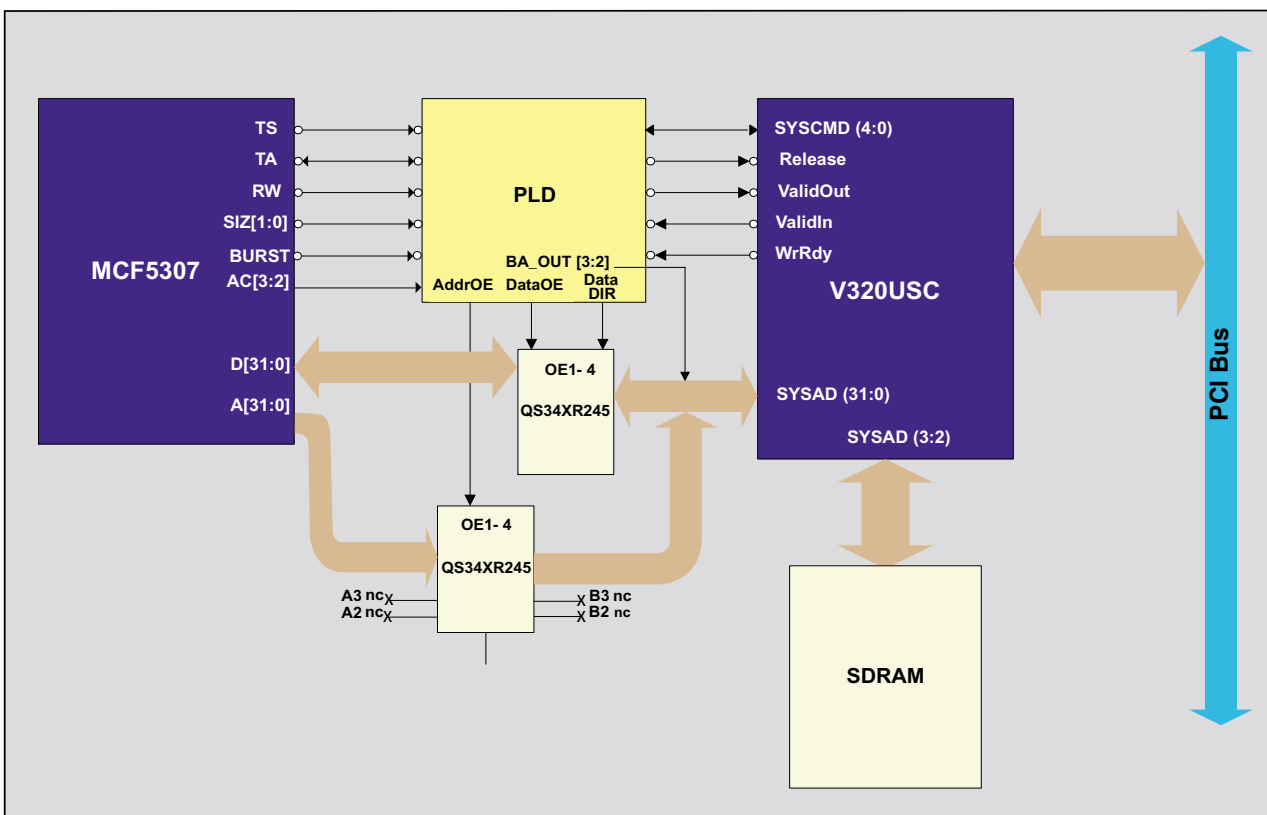 TS
TA
RW
SIZ[1:0]
BURST
AC[3:2]
MCF5307
D[31:0]
A[31:0]
PLD
BA_OUT [3:2]
AddrOE
DataOE
Data
DIR
SYSCMD (4:0)
Release
ValidOut
ValidIn
WrRdy
V320USC
SYSAD (31:0)
SYSAD (3:2)
OE1- 4
QS34XR245
OE1- 4
QS34XR245
A3 nc
A2 nc
B3 nc
B2 nc
SDRAM
PCI Bus